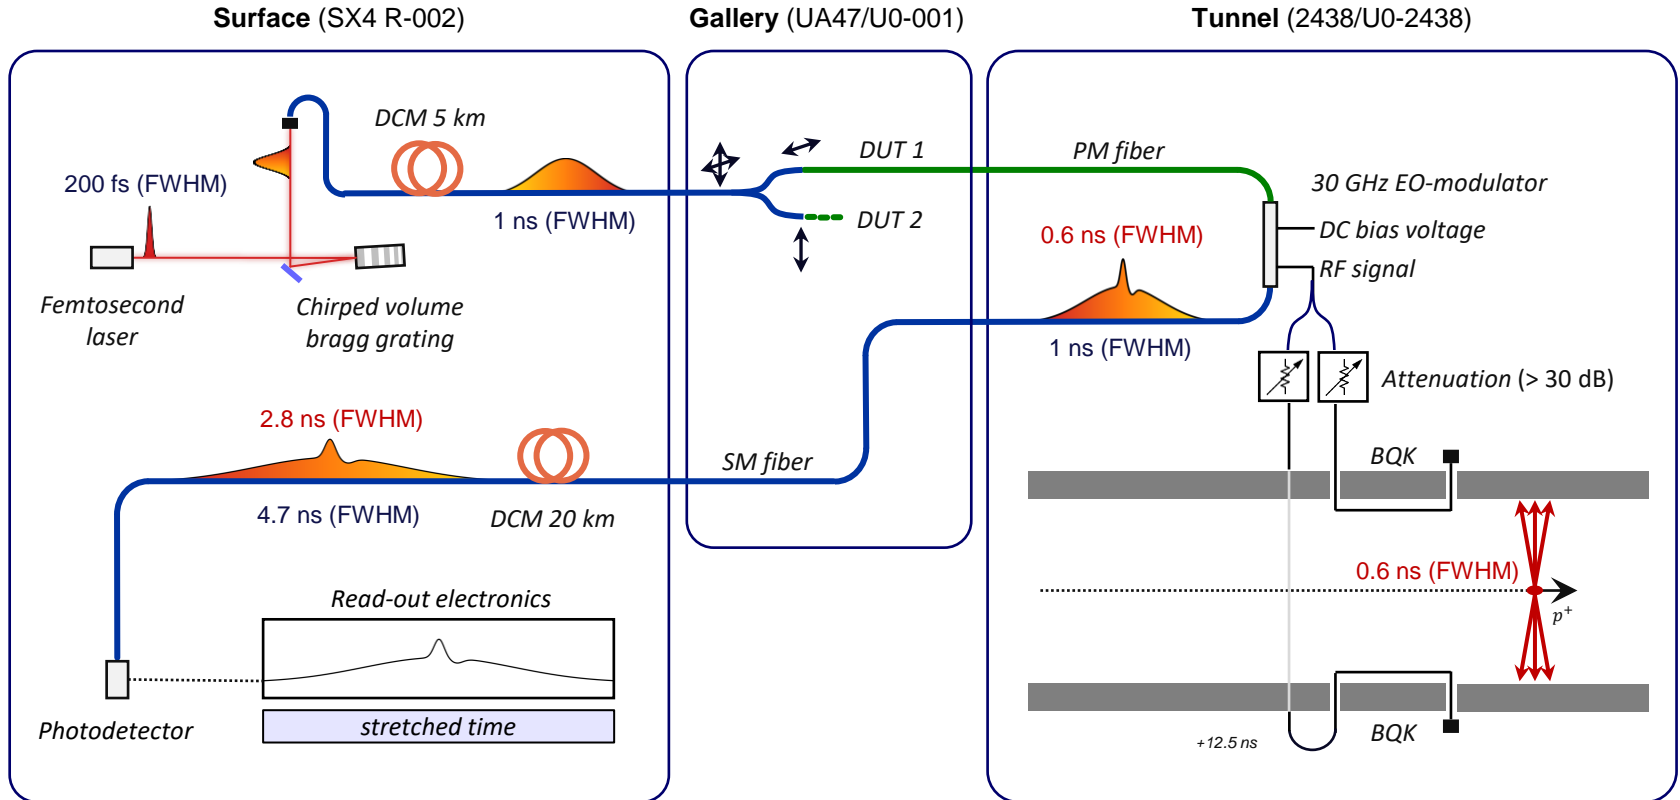 Surface (SX4 R-002)
Gallery (UA47/U0-001)
Tunnel (2438/U0-2438)
DCM 5 km
200 fs (FWHM)
1 ns (FWHM)
Femtosecond
laser
Chirped volume
bragg grating
DUT 1
DUT 2
PM fiber
30 GHz EO-modulator
DC bias voltage
RF signal
0.6 ns (FWHM)
1 ns (FWHM)
Attenuation (> 30 dB)
2.8 ns (FWHM)
4.7 ns (FWHM)
DCM 20 km
SM fiber
BQK
0.6 ns (FWHM)
p⁺
Read-out electronics
stretched time
Photodetector
+12.5 ns
BQK